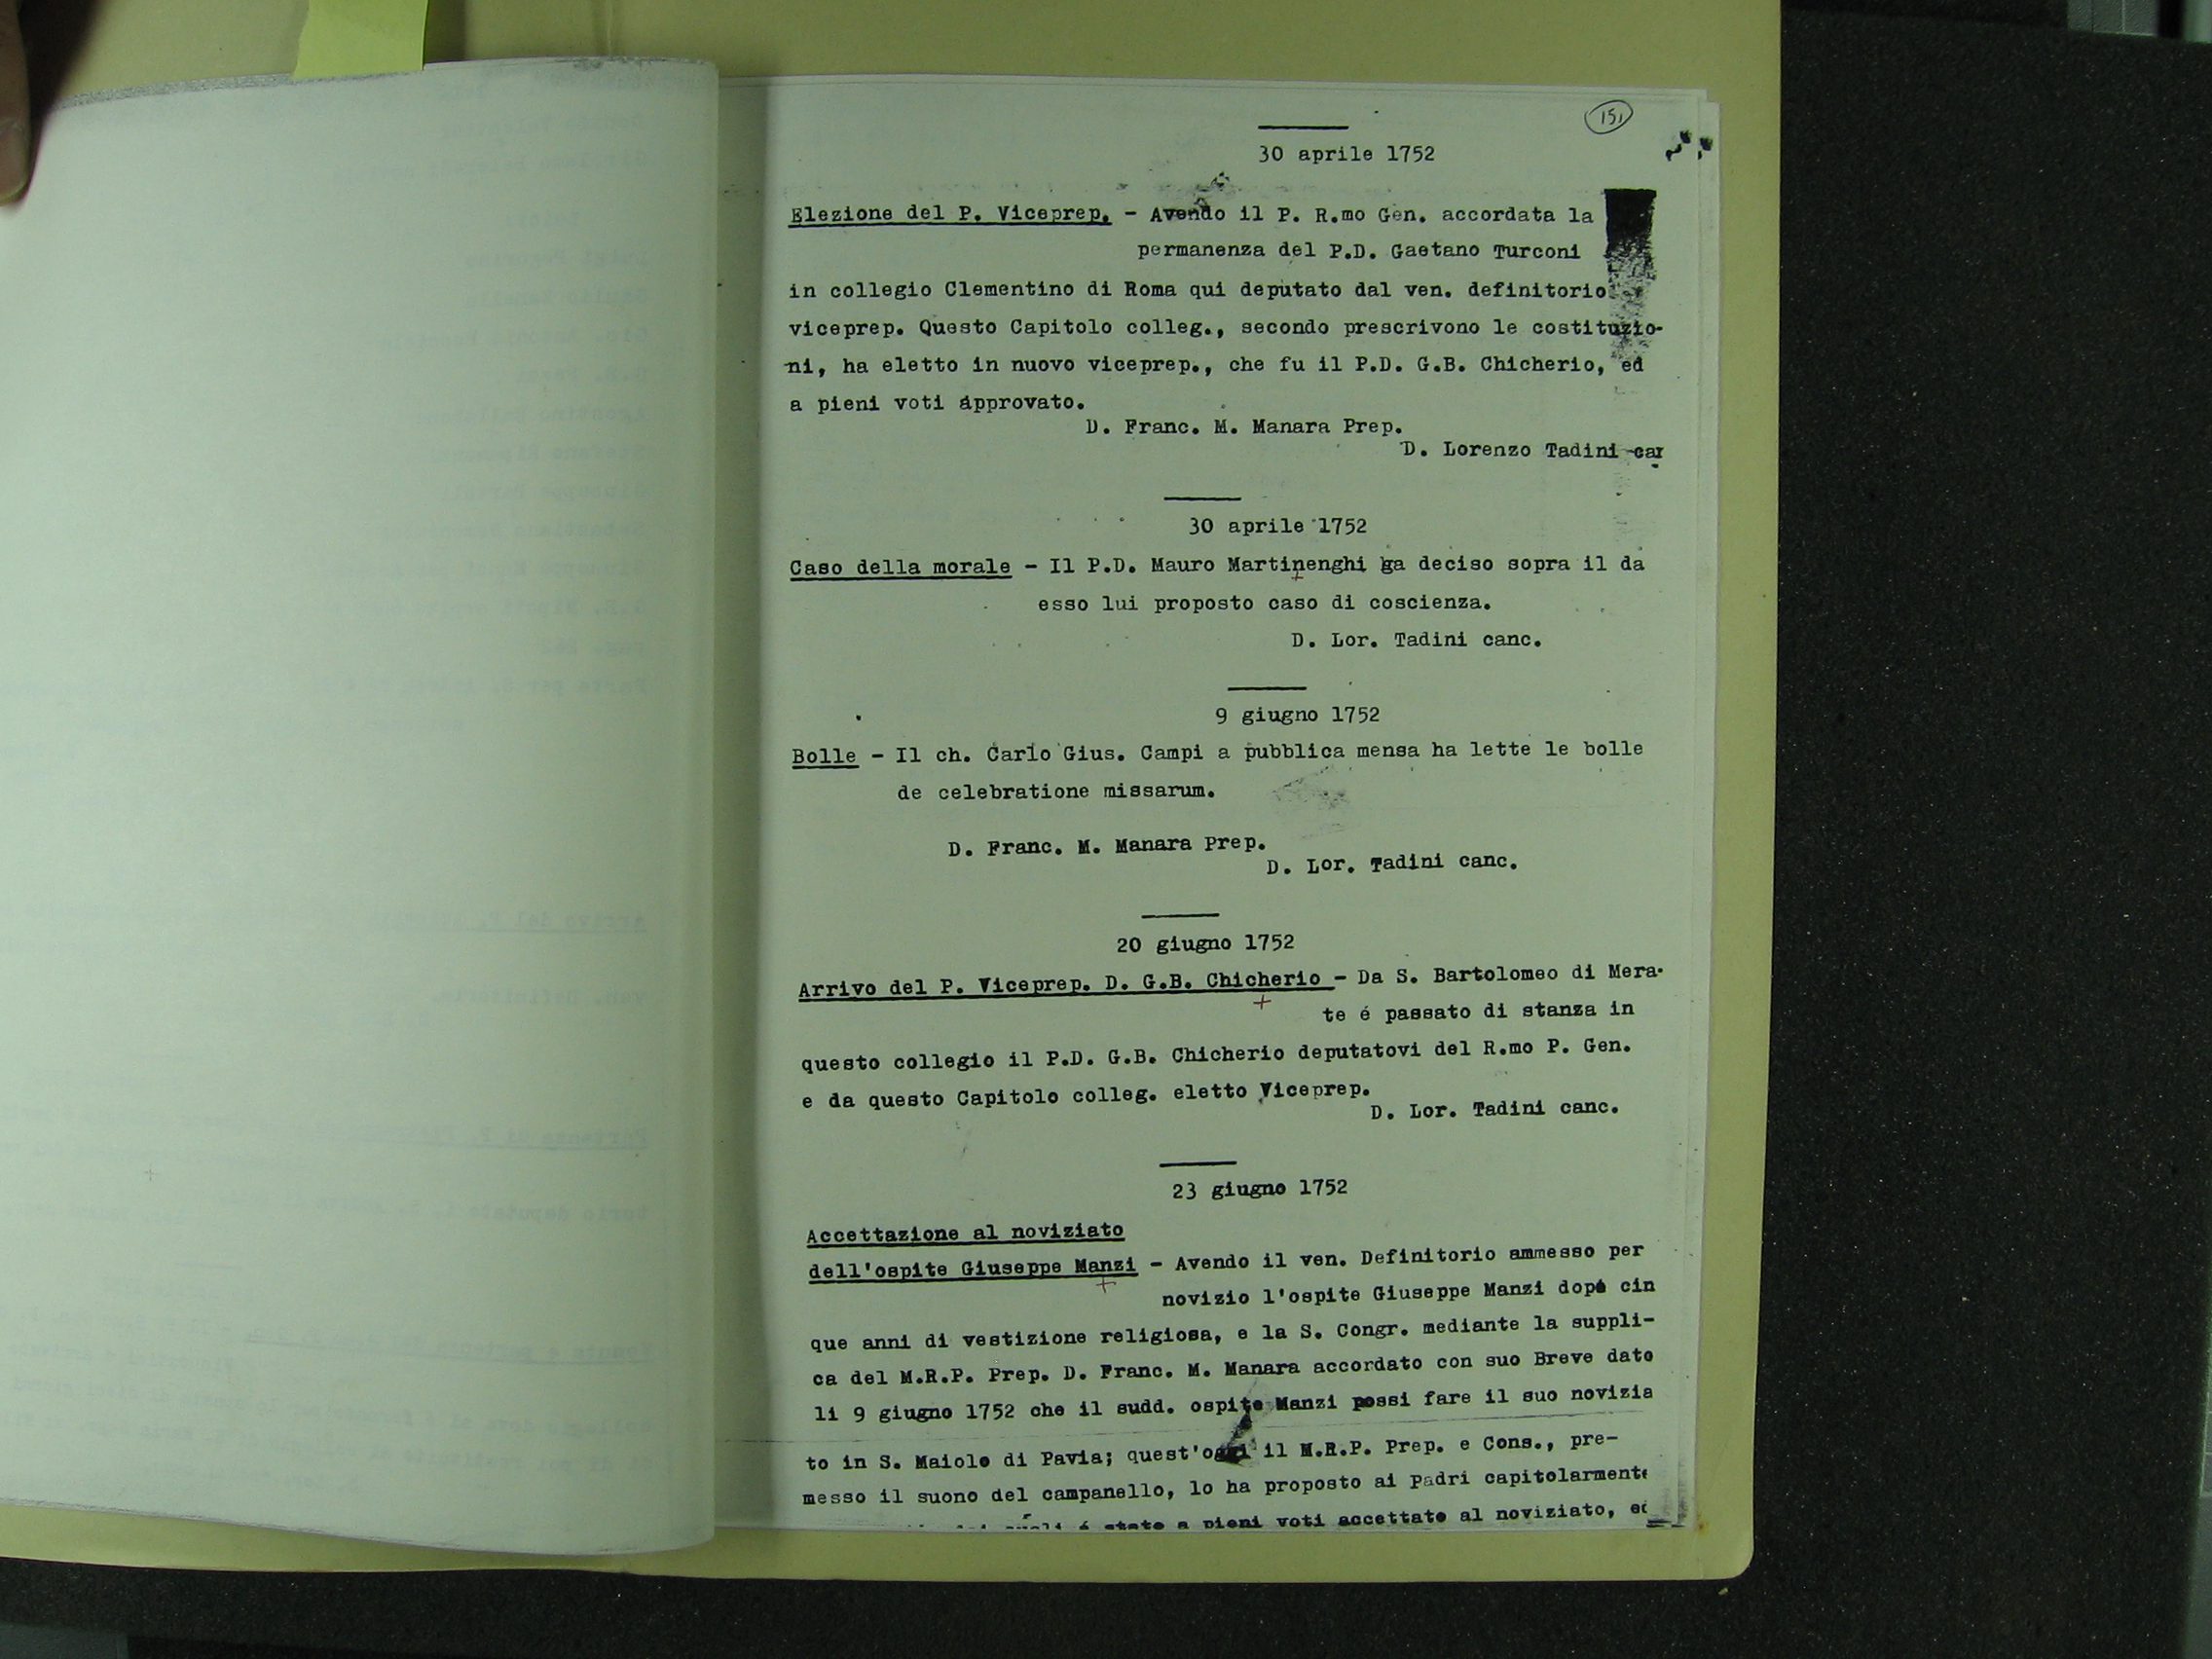 30 aprile 1752
Elezione del P. Viceprep. - Avendo il P. R.mo Gen. accordata la
permanenza del P.D. Gaetano Turconi
in collegio Clementino di Roma qui deputato dal ven. definitorio
viceprep. Questo Capitolo colleg., secondo prescrivono le costituzio-
ni, ha eletto in nuovo viceprep., che fu il P.D. G.B. Chicherio, ed
a pieni voti approvato.
D. Franc. M. Manara Prep.
D. Lorenzo Tadini
30 aprile 1752
Caso della morale - Il P.D. Mauro Martinenghi ga deciso sopra il da
esso lui proposto caso di coscienza.
D. Lor. Tadini canc.
9 giugno 1752
Bolle - Il ch. Carlo Gius. Campi a pubblica mensa ha lette le bolle
de celebratione missarum.
D. Franc. M. Manara Prep.
D. Lor. Tadini canc.
20 giugno 1752
Arrivo del P. Viceprep. D. G.B. Chicherio - Da S. Bartolomeo di Mera-
te é passato di stanza in
questo collegio il P.D. G.B. Chicherio deputatovi del R.mo P. Gen.
e da questo Capitolo colleg. eletto Viceprep.
D. Lor. Tadini canc.
23 giugno 1752
Accettazione al noviziato
dell'ospite Giuseppe Manzi - Avendo il ven. Definitorio ammesso per
novizio l'ospite Giuseppe Manzi dopo cin
que anni di vestizione religiosa, e la S. Congr. mediante la suppli-
ca del M.R.P. Prep. D. Franc. M. Manara accordato con suo Breve dato
li 9 giugno 1752 che il sudd. ospite Manzi possi fare il suo novizia
to in S. Maiolo di Pavia; quest'oggi il M.R.P. Prep. e Cons., pre-
messo il suono del campanello, lo ha proposto ai Padri capitolarmente
quali é stato a pieni voti accettato al noviziato, ed